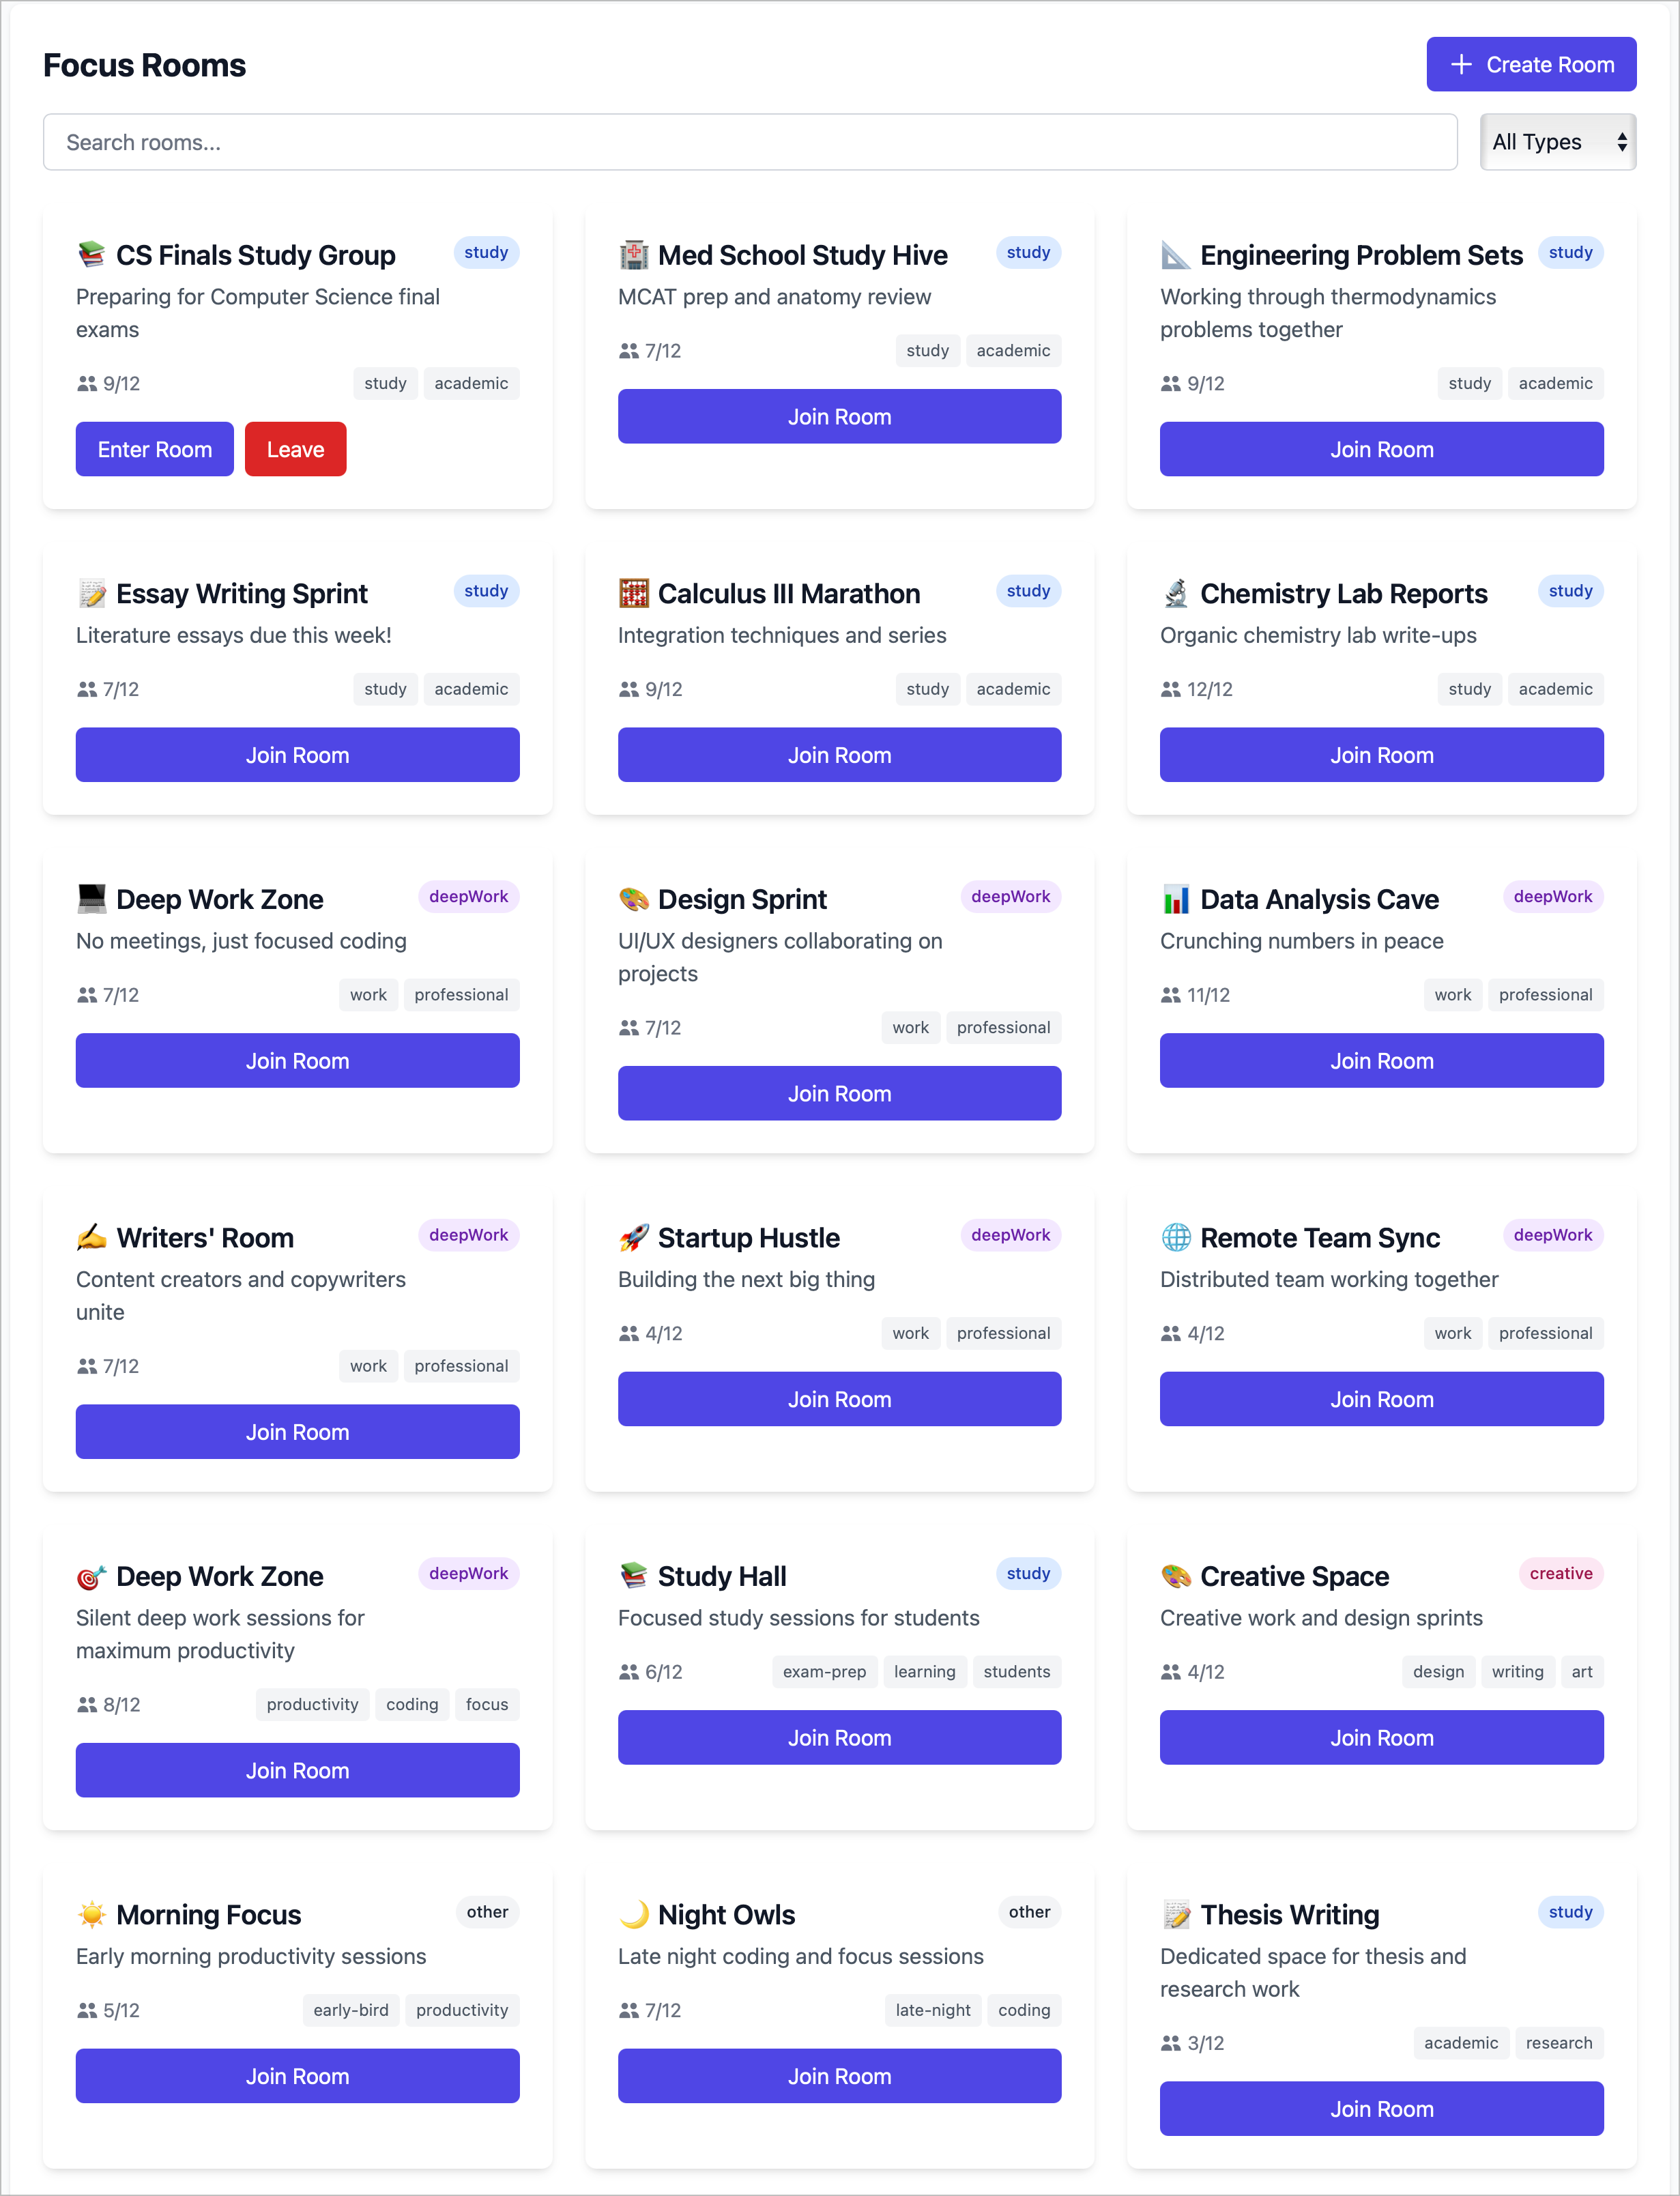 Focus Rooms
Create Room
Search rooms...
All Types
CS Finals Study Group
study
Preparing for Computer Science final
exams
9/12
study
academic
Enter Room
Leave
Med School Study Hive
study
MCAT prep and anatomy review
7/12
study
academic
Join Room
Engineering Problem Sets
study
Working through thermodynamics
problems together
9/12
study
academic
Join Room
Essay Writing Sprint
study
Literature essays due this week!
7/12
study
academic
Join Room
Calculus III Marathon
study
Integration techniques and series
9/12
study
academic
Join Room
Chemistry Lab Reports
study
Organic chemistry lab write-ups
12/12
study
academic
Join Room
Deep Work Zone
deepWork
No meetings, just focused coding
7/12
work
professional
Join Room
Design Sprint
deepWork
UI/UX designers collaborating on
projects
7/12
work
professional
Join Room
Data Analysis Cave
deepWork
Crunching numbers in peace
11/12
work
professional
Join Room
Writers' Room
deepWork
Content creators and copywriters
unite
7/12
work
professional
Join Room
Startup Hustle
deepWork
Building the next big thing
4/12
work
professional
Join Room
Remote Team Sync
deepWork
Distributed team working together
4/12
work
professional
Join Room
Deep Work Zone
deepWork
Silent deep work sessions for
maximum productivity
8/12
productivity
coding
focus
Join Room
Study Hall
study
Focused study sessions for students
6/12
exam-prep
learning
students
Join Room
Creative Space
creative
Creative work and design sprints
4/12
design
writing
art
Join Room
Morning Focus
other
Early morning productivity sessions
5/12
early-bird
productivity
Join Room
Night Owls
other
Late night coding and focus sessions
7/12
late-night
coding
Join Room
Thesis Writing
study
Dedicated space for thesis and
research work
3/12
academic
research
Join Room